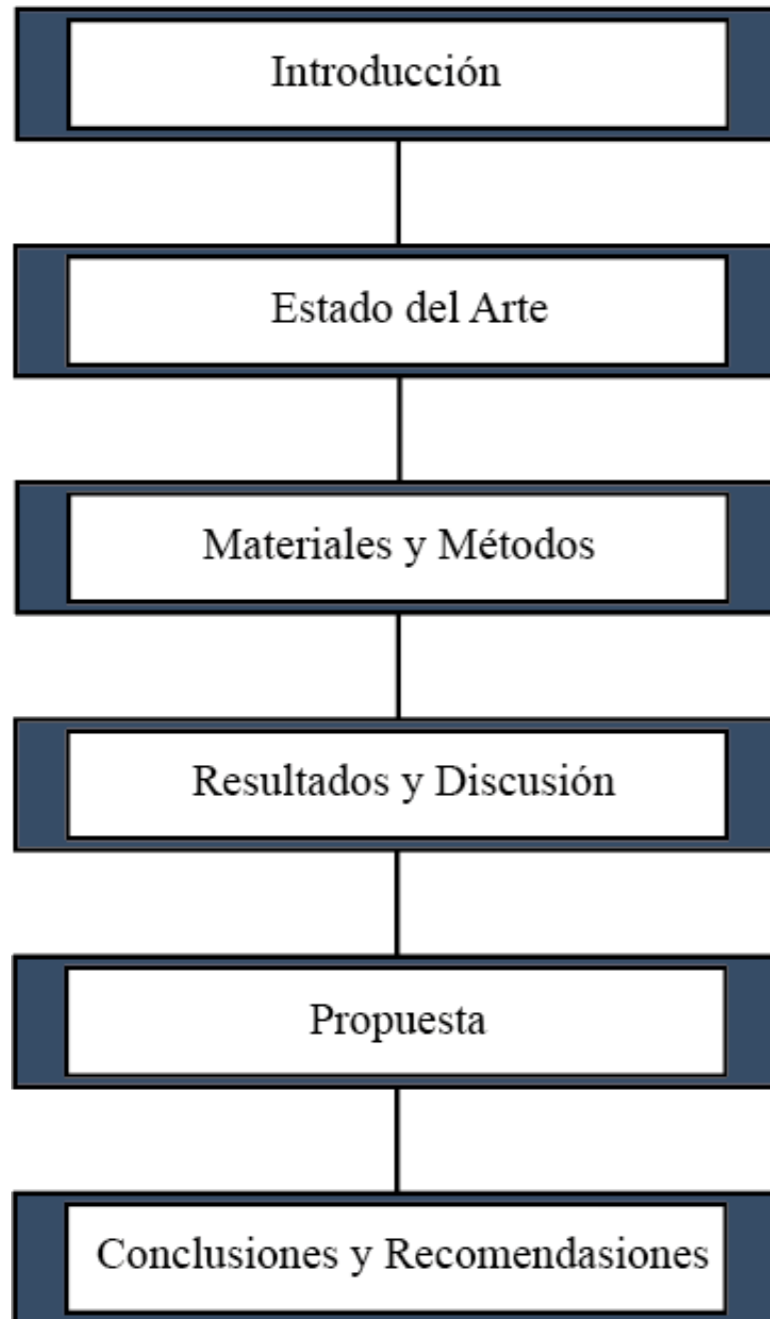 Introducción
Estado del Arte
Materiales y Métodos
Resultados y Discusión
Propuesta
Conclusiones y Recomendasiones